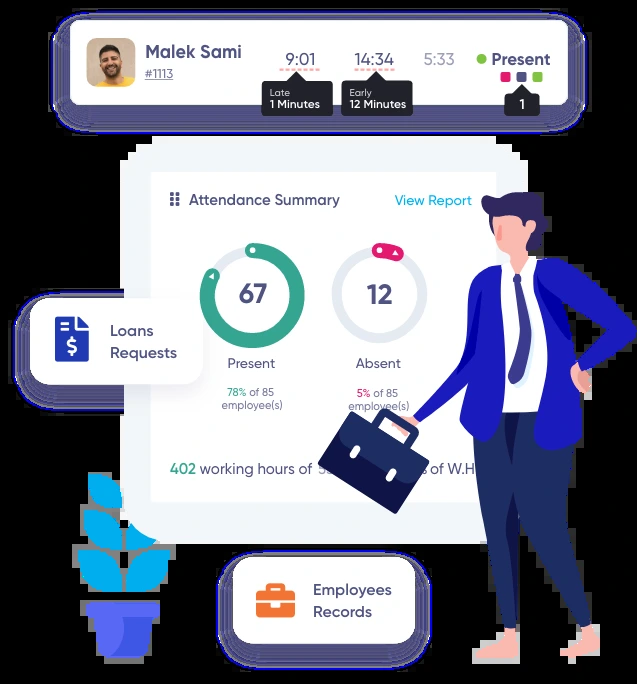 Malek Sami
#1113
9:01
14:34
5:33
Present
Late
1 Minutes
Early
12 Minutes
1
Attendance Summary
View Report
67
12
Present
Absent
78% of 85
employee(s)
5% of 85
employee(s)
Loans
Requests
402 working hours of
of W.H
Employees
Records